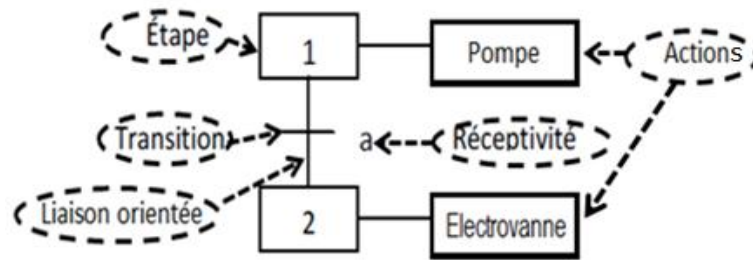 Étape
1
Pompe
Actions
Transition
a
Réceptivité
Liaison orientée
2
Electrovanne